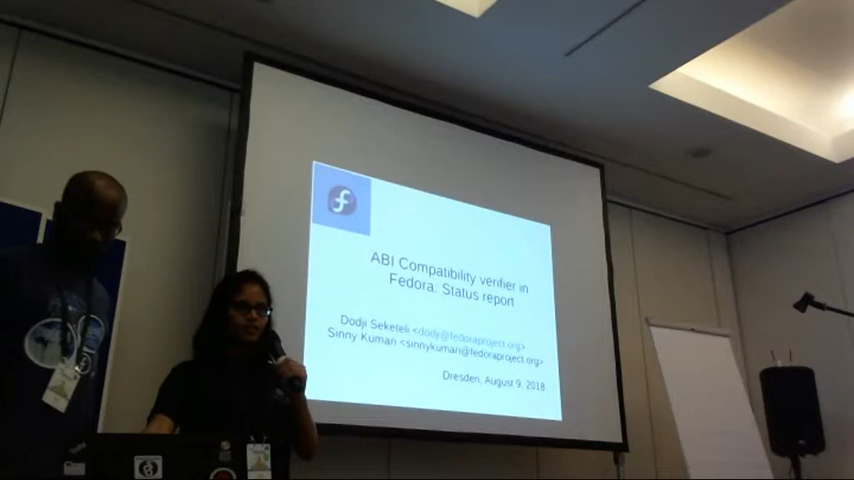 ABI Compatibility verifier in
Fedora: Status report
Dodji Seketeli <dodji@fedoraproject.org>
Sinny Kumari <sinnykumari@fedoraproject.org>
Dresden, August 9, 2018